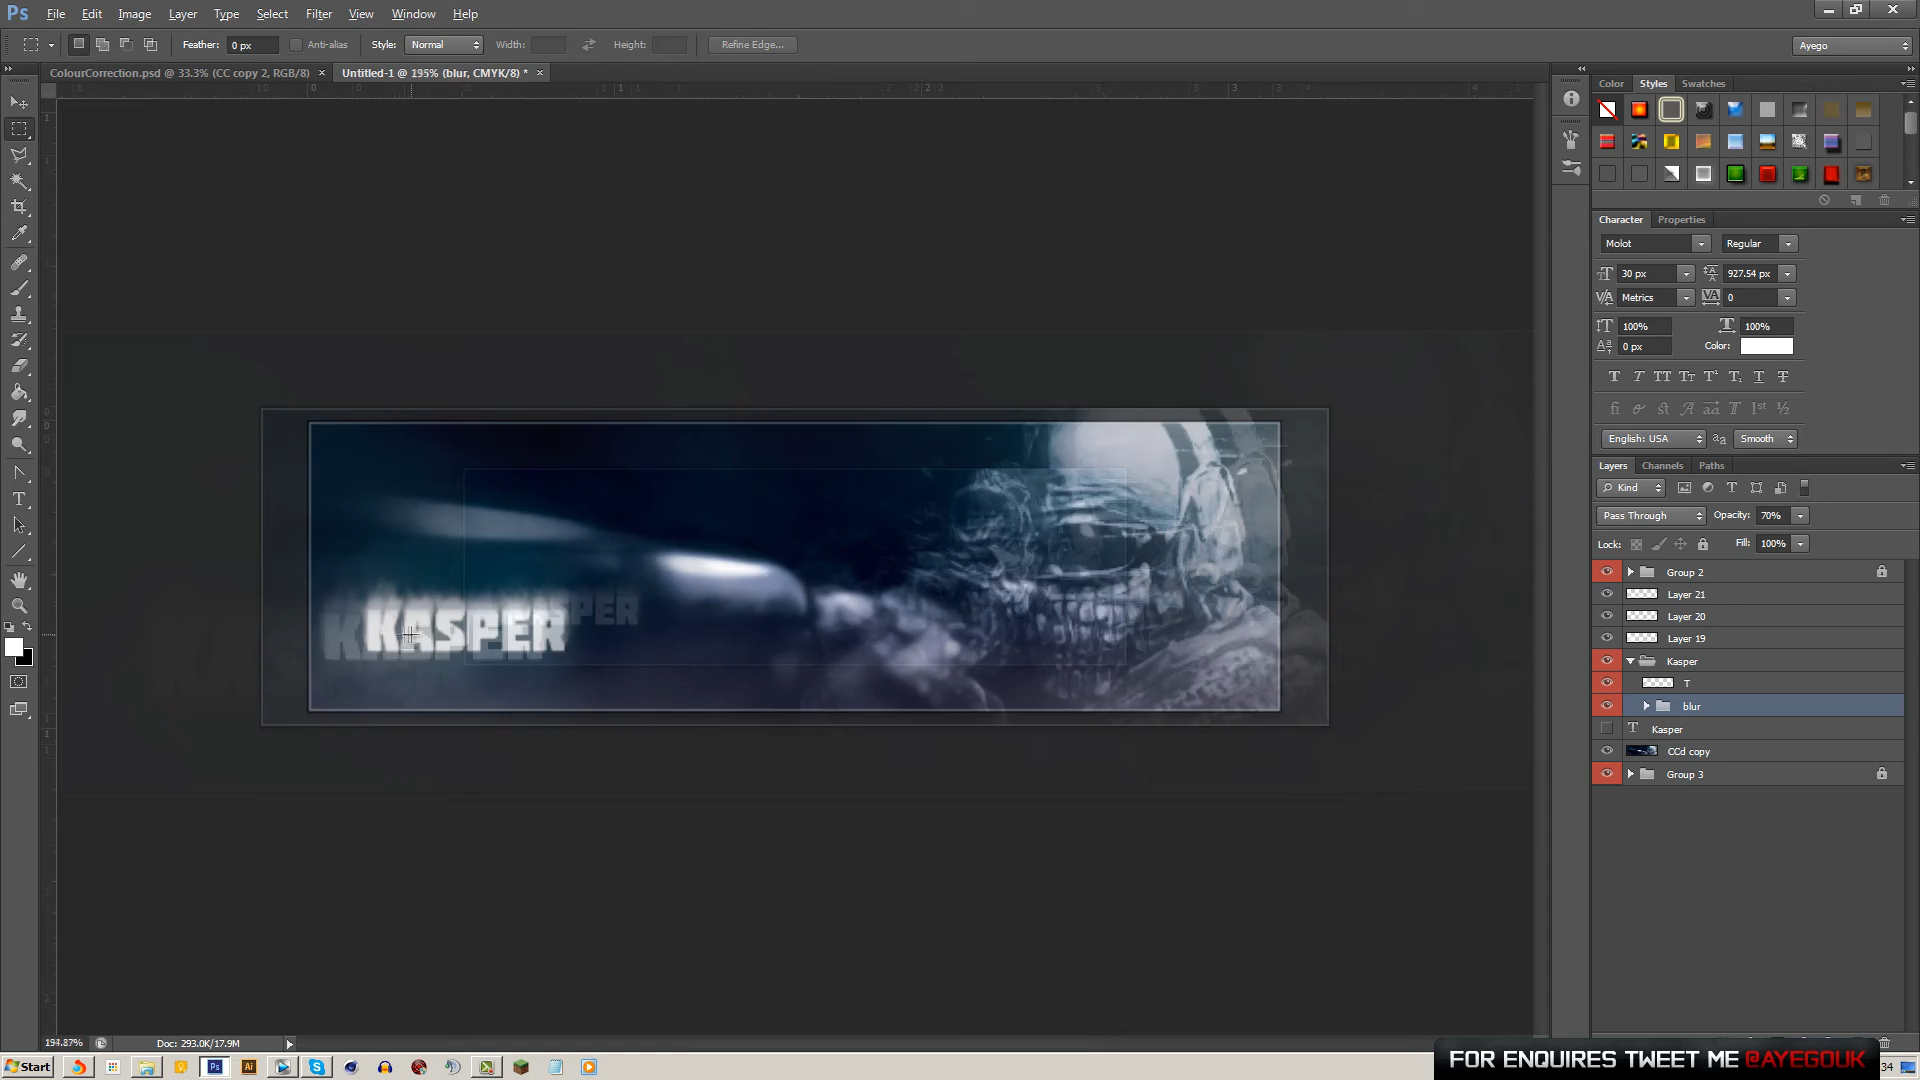 Ps File Edit Image Layer Type Select Filter View Window Help
Feather: 0 px Anti-alias Style: Normal Width: Height: Refine Edge... Ayego
ColourCorrection.psd @ 33.3% (CC copy 2, RGB/8) × Untitled-1 @ 195% (blur, CMYK/8) * ×
Color Styles Swatches
Character Properties
Molot Regular
30 px 927.54 px
Metrics 0
100% 100%
0 px Color:
English: USA Smooth
Layers Channels Paths
Kind
Pass Through Opacity: 70%
Lock: Fill: 100%
Group 2
Layer 21
Layer 20
Layer 19
Kasper
T
blur
Kasper
CCd copy
Group 3
KASPER
194.87% Doc: 293.0K/17.9M
Start Ps Ai 34
FOR ENQUIRES TWEET ME @AYEGOUK